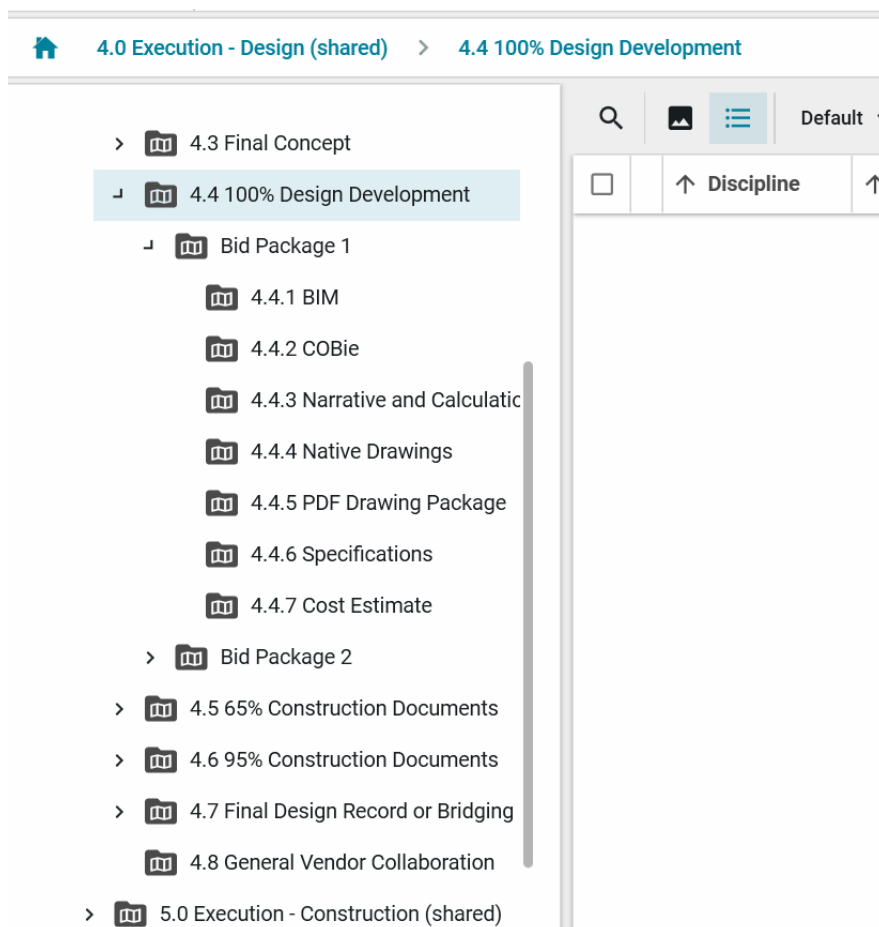 4.0 Execution - Design (shared) > 4.4 100% Design Development
Default
Discipline
4.3 Final Concept
4.4 100% Design Development
Bid Package 1
4.4.1 BIM
4.4.2 COBie
4.4.3 Narrative and Calculatio
4.4.4 Native Drawings
4.4.5 PDF Drawing Package
4.4.6 Specifications
4.4.7 Cost Estimate
Bid Package 2
4.5 65% Construction Documents
4.6 95% Construction Documents
4.7 Final Design Record or Bridging
4.8 General Vendor Collaboration
5.0 Execution - Construction (shared)